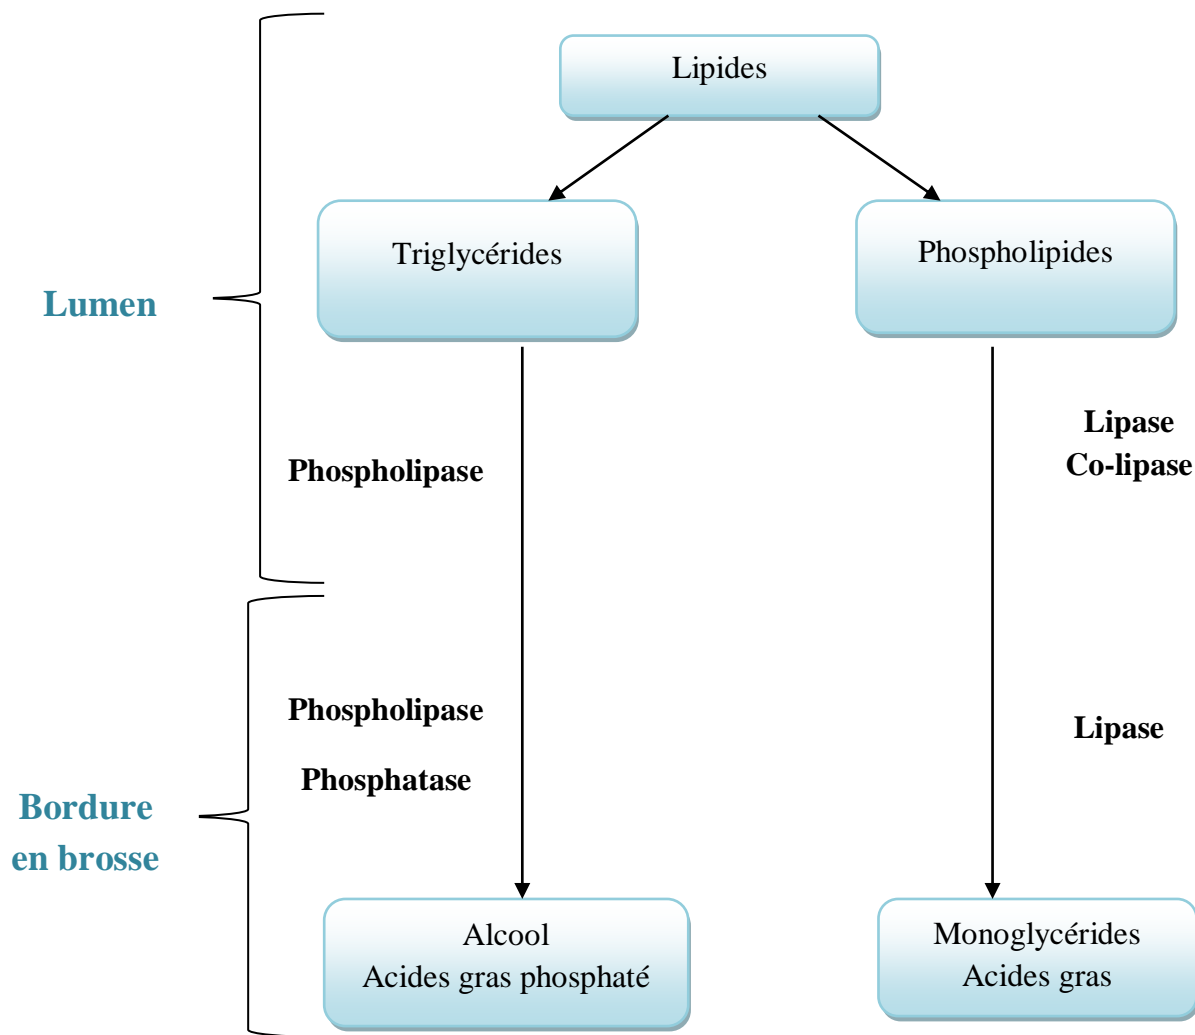 Lipides
Triglycérides
Phospholipides
Lumen
Lipase
Co-lipase
Phospholipase
Phospholipase
Lipase
Phosphatase
Bordure
en brosse
Alcool
Acides gras phosphaté
Monoglycérides
Acides gras